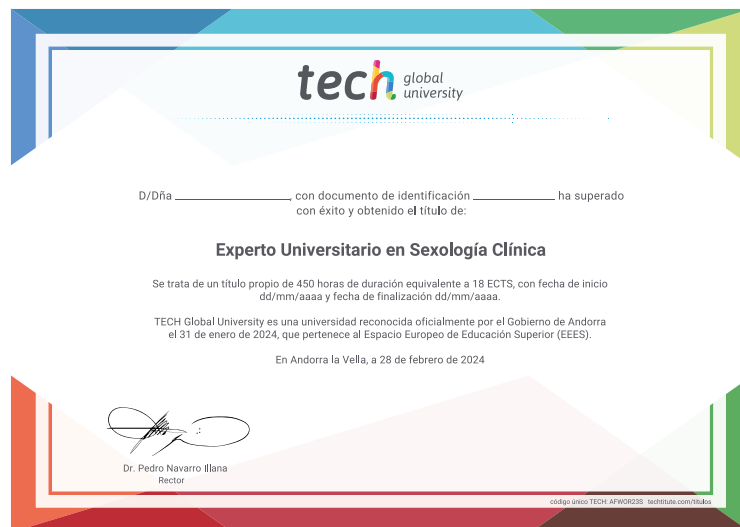 tech global university
D/Dña ____________________, con documento de identificación ______________ ha superado
con éxito y obtenido el título de:
Experto Universitario en Sexología Clínica
Se trata de un título propio de 450 horas de duración equivalente a 18 ECTS, con fecha de inicio
dd/mm/aaaa y fecha de finalización dd/mm/aaaa.
TECH Global University es una universidad reconocida oficialmente por el Gobierno de Andorra
el 31 de enero de 2024, que pertenece al Espacio Europeo de Educación Superior (EEES).
En Andorra la Vella, a 28 de febrero de 2024
Dr. Pedro Navarro Illana
Rector
código único TECH: AFWOR23S techtitute.com/titulos